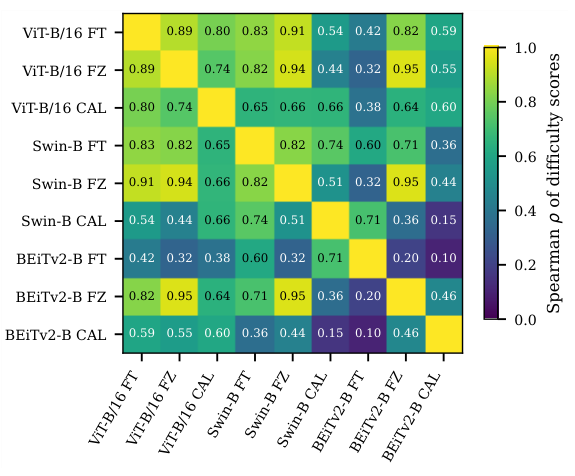 ViT-B/16 FT 0.89 0.80 0.83 0.91 0.54 0.42 0.82 0.59
ViT-B/16 FZ 0.89 0.74 0.82 0.94 0.44 0.32 0.95 0.55
ViT-B/16 CAL 0.80 0.74 0.65 0.66 0.66 0.38 0.64 0.60
Swin-B FT 0.83 0.82 0.65 0.82 0.74 0.60 0.71 0.36
Swin-B FZ 0.91 0.94 0.66 0.82 0.51 0.32 0.95 0.44
Swin-B CAL 0.54 0.44 0.66 0.74 0.51 0.71 0.36 0.15
BEiTv2-B FT 0.42 0.32 0.38 0.60 0.32 0.71 0.20 0.10
BEiTv2-B FZ 0.82 0.95 0.64 0.71 0.95 0.36 0.20 0.46
BEiTv2-B CAL 0.59 0.55 0.60 0.36 0.44 0.15 0.10 0.46
ViT-B/16 FT
ViT-B/16 FZ
ViT-B/16 CAL
Swin-B FT
Swin-B FZ
Swin-B CAL
BEiTv2-B FT
BEiTv2-B FZ
BEiTv2-B CAL
1.0
0.8
0.6
0.4
0.2
0.0
Spearman ρ of difficulty scores